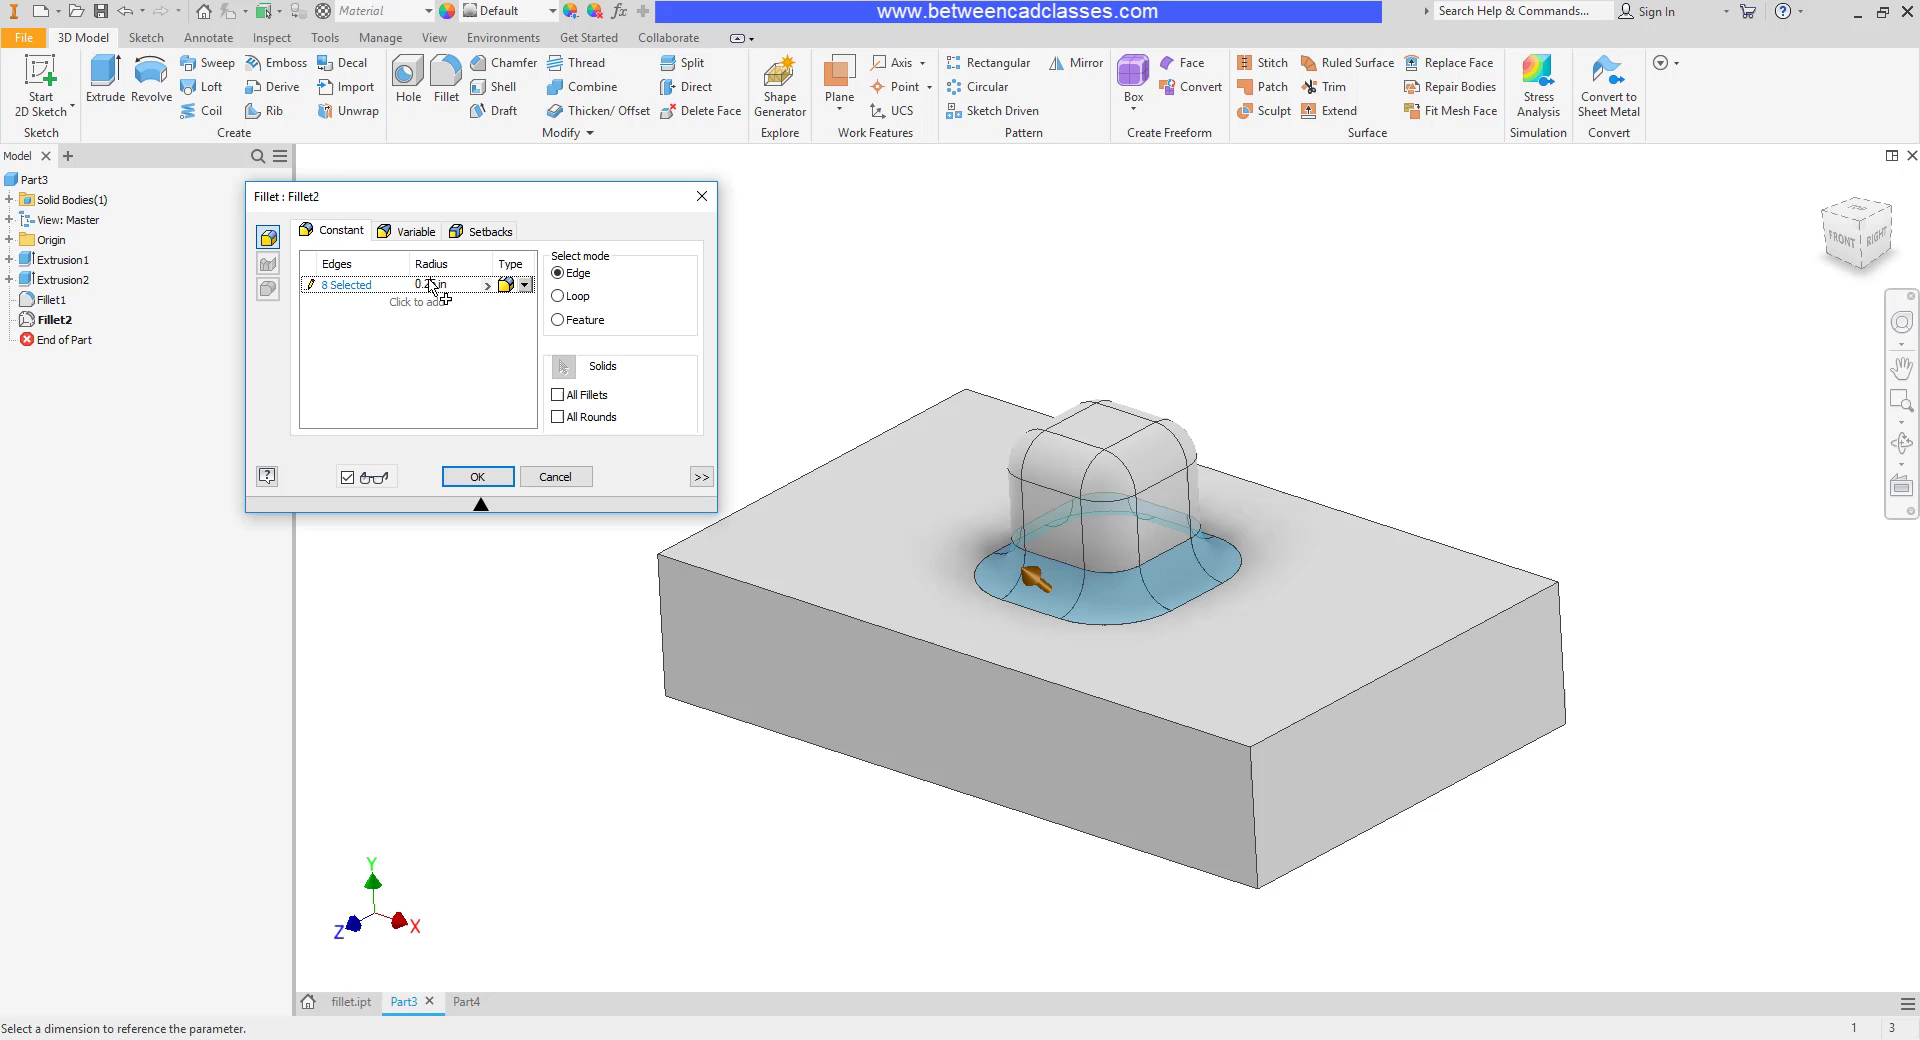 Material
Default
www.betweencadclasses.com
Search Help & Commands...
Sign In
File
3D Model
Sketch
Annotate
Inspect
Tools
Manage
View
Environments
Get Started
Collaborate
Start
2D Sketch
Extrude
Revolve
Sweep
Loft
Coil
Emboss
Derive
Rib
Decal
Import
Unwrap
Hole
Fillet
Chamfer
Shell
Draft
Thread
Combine
Thicken/ Offset
Split
Direct
Delete Face
Shape
Generator
Plane
Axis
Point
UCS
Rectangular
Circular
Sketch Driven
Mirror
Box
Face
Convert
Stitch
Patch
Sculpt
Ruled Surface
Trim
Extend
Replace Face
Repair Bodies
Fit Mesh Face
Stress
Analysis
Convert to
Sheet Metal
Sketch
Create
Modify
Explore
Work Features
Pattern
Create Freeform
Surface
Simulation
Convert
Model
Part3
Solid Bodies(1)
View: Master
Origin
Extrusion1
Extrusion2
Fillet1
Fillet2
End of Part
Fillet : Fillet2
Constant
Variable
Setbacks
Edges
Radius
Type
8 Selected
in
Click to add
Select mode
Edge
Loop
Feature
Solids
All Fillets
All Rounds
OK
Cancel
>>
FRONT
RIGHT
Y
Z
X
fillet.ipt
Part3
Part4
Select a dimension to reference the parameter.
1
3